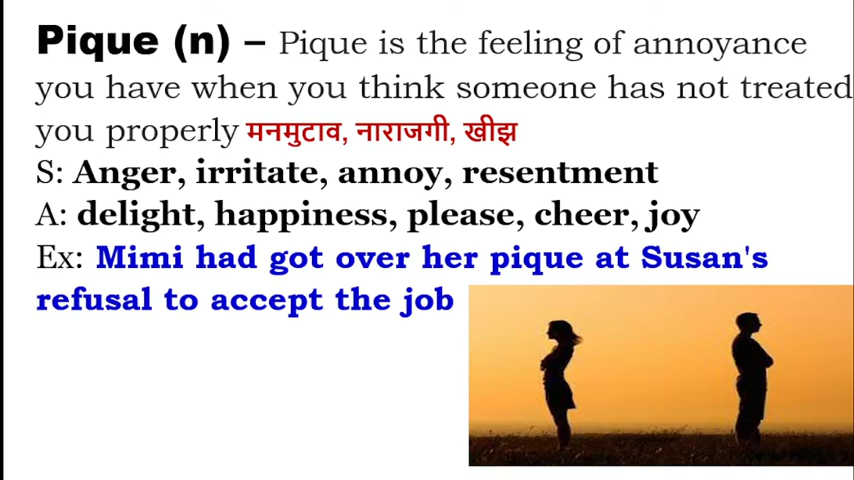 Pique (n) – Pique is the feeling of annoyance
you have when you think someone has not treated
you properly मनमुटाव, नाराजगी, खीझ
S: Anger, irritate, annoy, resentment
A: delight, happiness, please, cheer, joy
Ex: Mimi had got over her pique at Susan's
refusal to accept the job